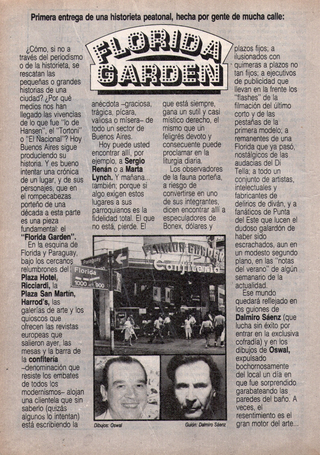 Primera entrega de una historieta peatonal, hecha por gente de mucha calle:
FLORIDA
GARDEN
¿Cómo, si no a
través del periodismo
o de la historieta, se
rescatan las
pequeñas o grandes
historias de una
ciudad? ¿Por qué
medios nos han
llegado las vivencias
de lo que fue "lo de
Hansen", el "Tortoni"
o "El Nacional"? Hoy
Buenos Aires sigue
produciendo su
historia. Y es bueno
intentar una crónica
de un lugar, y de sus
personajes, que en
el rompecabezas
porteño de una
década a esta parte
es una pieza
fundamental: el
"Florida Garden".
En la esquina de
Florida y Paraguay,
bajo los cercanos
relumbrones del
Plaza Hotel,
Ricciardi, la
Plaza San Martín,
Harrod's, las
galerías de arte y los
quioscos que
ofrecen las revistas
europeas que
salieron ayer, las
mesas y la barra de
la confitería
-denominación que
resiste los embates
de todos los
modernismos- alojan
una clientela que sin
saberlo (quizás
algunos lo intentan)
está escribiendo la
anécdota -graciosa,
trágica, pícara,
valiosa o mísera- de
todo un sector de
Buenos Aires.
Hoy puede usted
encontrar allí, por
ejemplo, a Sergio
Renán o a Marta
Lynch. Y mañana...
también; porque si
algo exigen estos
lugares a sus
parroquianos es la
fidelidad total. El que
no está, pierde. El
que está siempre,
gana un sutil y casi
místico derecho, el
mismo que un
feligrés devoto y
consecuente puede
proclamar en la
liturgia diaria.
Los observadores
de la fauna porteña,
a riesgo de
convertirse en uno
de sus integrantes,
dicen encontrar allí a
especuladores de
Bonex, dólares y
plazos fijos; a
ilusionados con
quimeras a plazos no
tan fijos; a ejecutivos
de publicidad que
llevan en la frente los
"flashes" de la
filmación del último
corto y de las
pestañas de la
primera modelo; a
remanentes de una
Florida que ya pasó,
nostálgicos de las
audacias del Di
Tella; a todo un
conjunto de artistas,
intelectuales y
fabricantes de
delirios de diván, y a
fanáticos de Punta
del Este que lucen el
dudoso galardón de
haber sido
escrachados, aun en
un modesto segundo
plano, en las "notas
del verano" de algún
semanario de la
actualidad.
Ese mundo
quedará reflejado en
los guiones de
Dalmiro Sáenz (que
lucha sin éxito por
entrar en la exclusiva
cofradía) y en los
dibujos de Oswal,
expulsado
bochornosamente
del local un día en
que fue sorprendido
garabateando las
paredes del baño. A
veces, el
resentimiento es el
gran motor del arte...
Florida
1000 al 900
Confiteria
Dibujos: Oswal
Guión: Dalmiro Sáenz